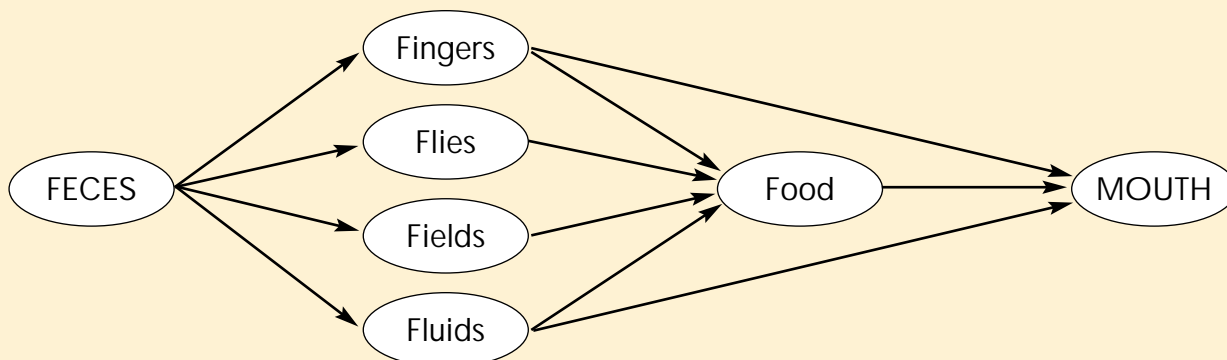 Fingers
Flies
FECES
Food
MOUTH
Fields
Fluids